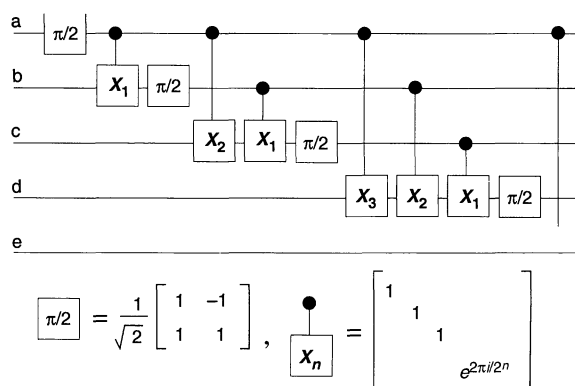 a
π/2
b
X₁ π/2
c
X₂ X₁ π/2
d
X₃ X₂ X₁ π/2
e
π/2 = 1/√2 [ 1 −1
1 1 ] , Xₙ = [ 1
1
1
e^{2πi/2ⁿ} ]